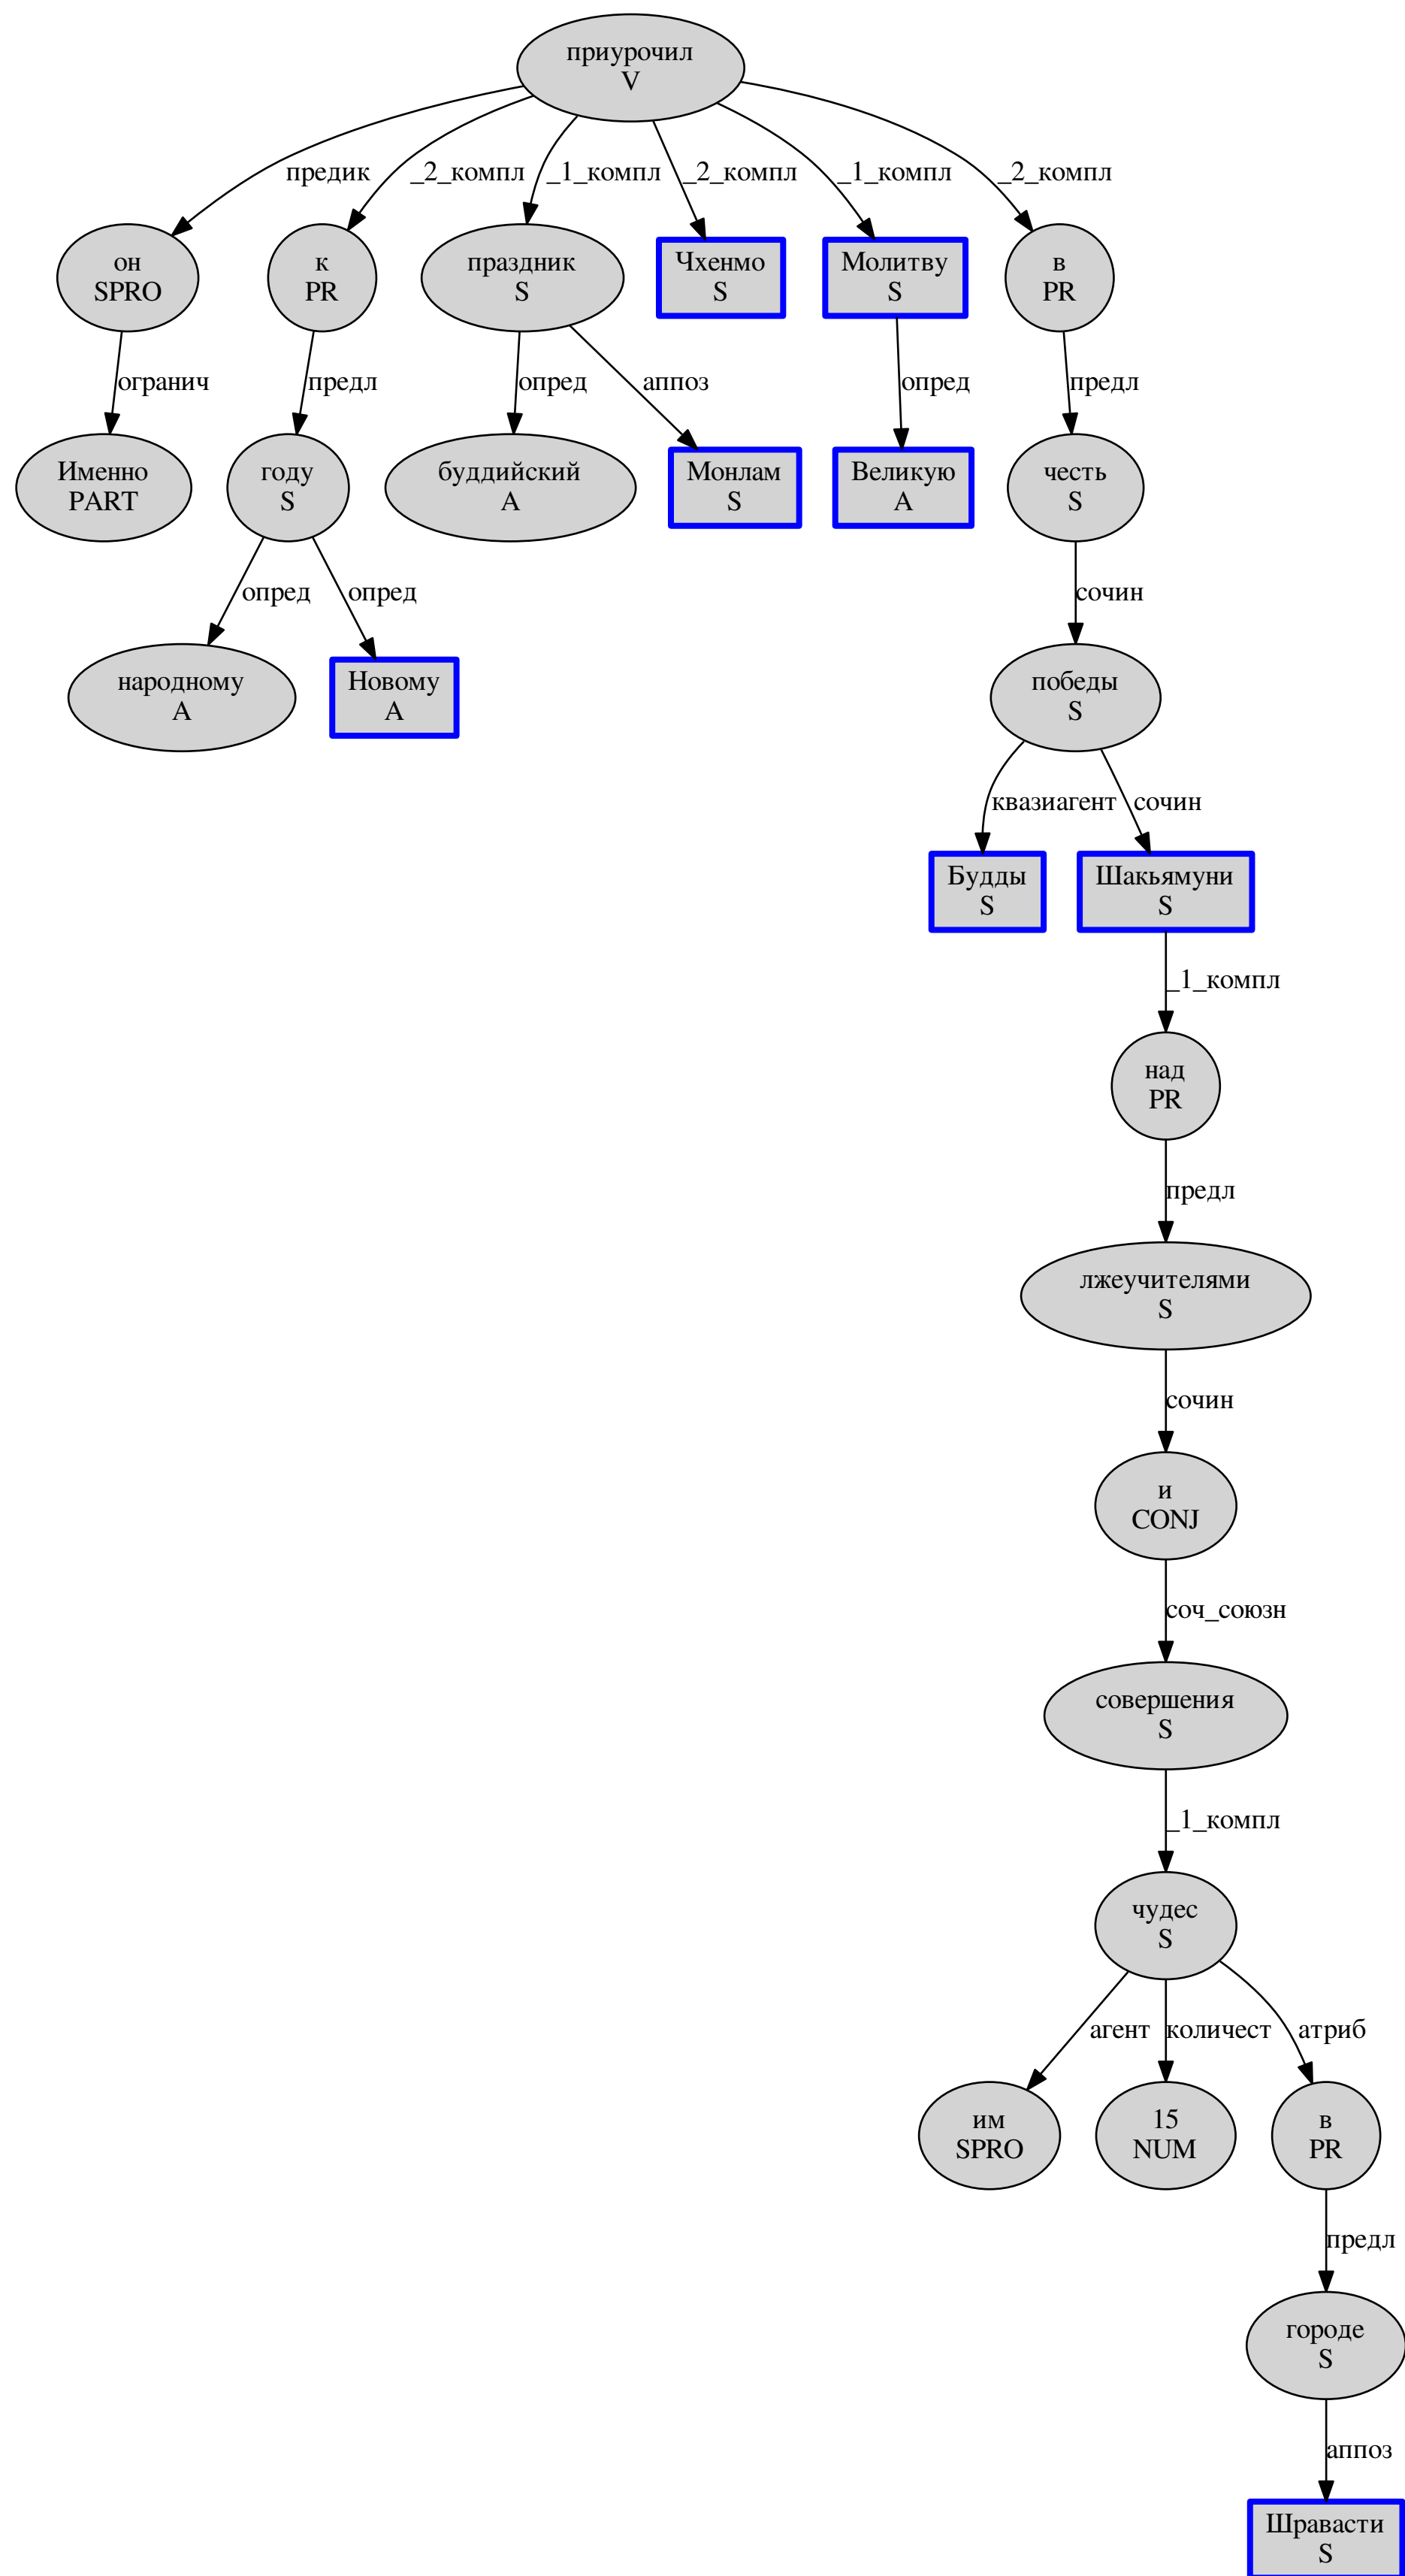 приурочил
V
предик
_2_компл
_1_компл
_2_компл
_1_компл
_2_компл
он
SPRO
к
PR
праздник
S
Чхенмо
S
Молитву
S
в
PR
огранич
предл
опред
аппоз
опред
предл
Именно
PART
году
S
буддийский
A
Монлам
S
Великую
A
честь
S
опред
опред
сочин
народному
A
Новому
A
победы
S
квазиагент
сочин
Будды
S
Шакьямуни
S
_1_компл
над
PR
предл
лжеучителями
S
сочин
и
CONJ
соч_союзн
совершения
S
_1_компл
чудес
S
агент
количест
атриб
им
SPRO
15
NUM
в
PR
предл
городе
S
аппоз
Шравасти
S